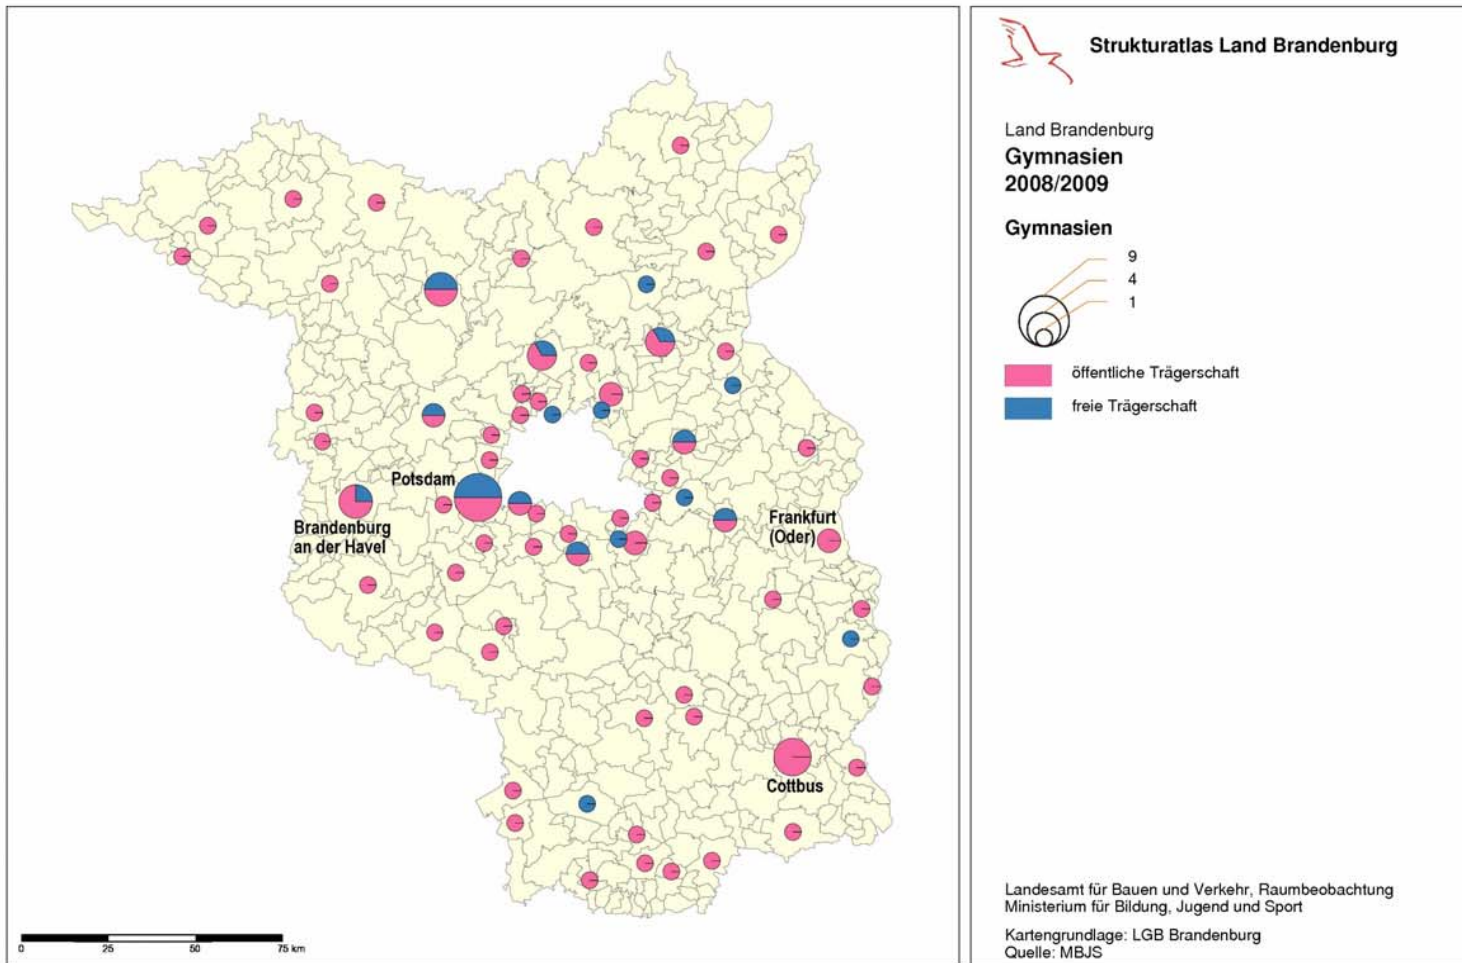 Strukturatlas Land Brandenburg
Land Brandenburg
Gymnasien
2008/2009
Gymnasien
9
4
1
öffentliche Trägerschaft
freie Trägerschaft
Potsdam
Brandenburg
an der Havel
Frankfurt
(Oder)
Cottbus
0 25 50 75 km
Landesamt für Bauen und Verkehr, Raumbeobachtung
Ministerium für Bildung, Jugend und Sport
Kartengrundlage: LGB Brandenburg
Quelle: MBJS